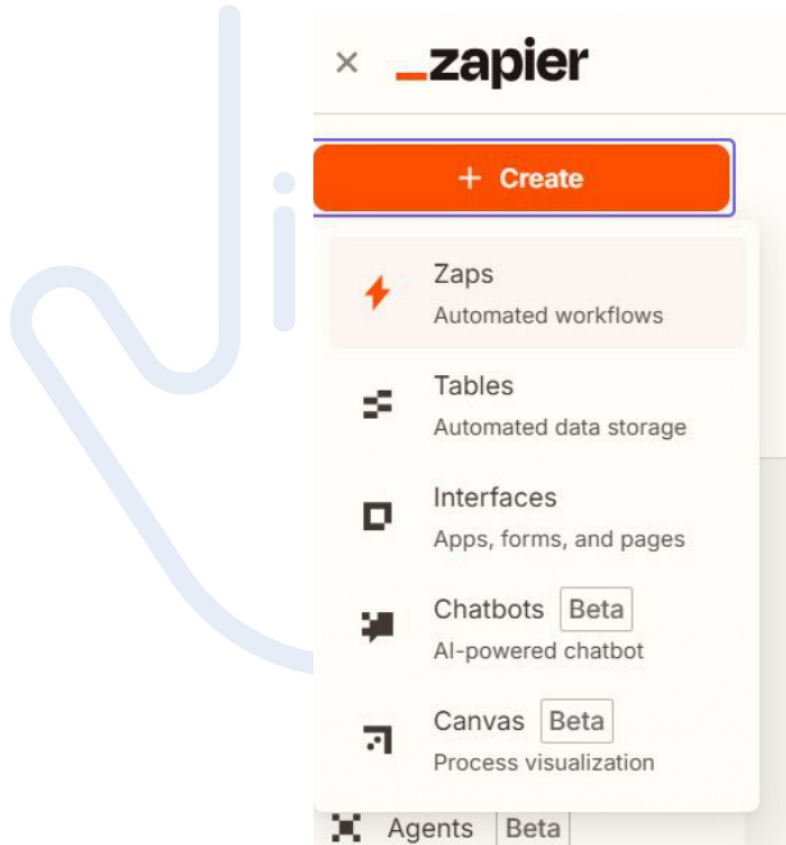 zapier
+ Create
Zaps
Automated workflows
Tables
Automated data storage
Interfaces
Apps, forms, and pages
Chatbots Beta
AI-powered chatbot
Canvas Beta
Process visualization
Agents Beta